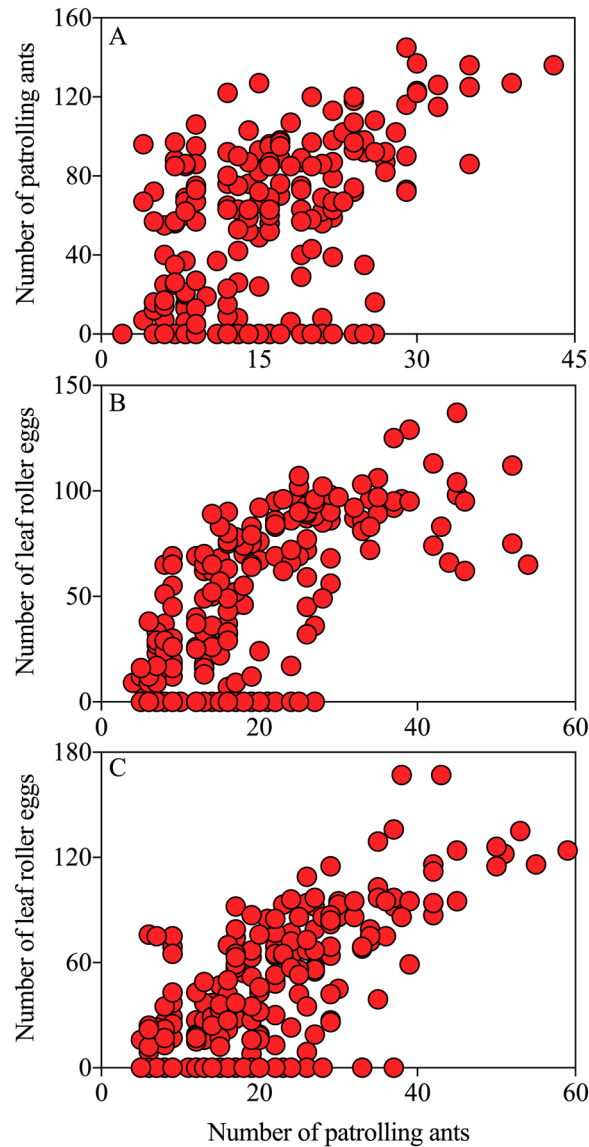 A
Number of patrolling ants
160
120
80
40
0
0 15 30 45
B
Number of leaf roller eggs
150
100
50
0
0 20 40 60
C
Number of leaf roller eggs
180
120
60
0
0 20 40 60
Number of patrolling ants